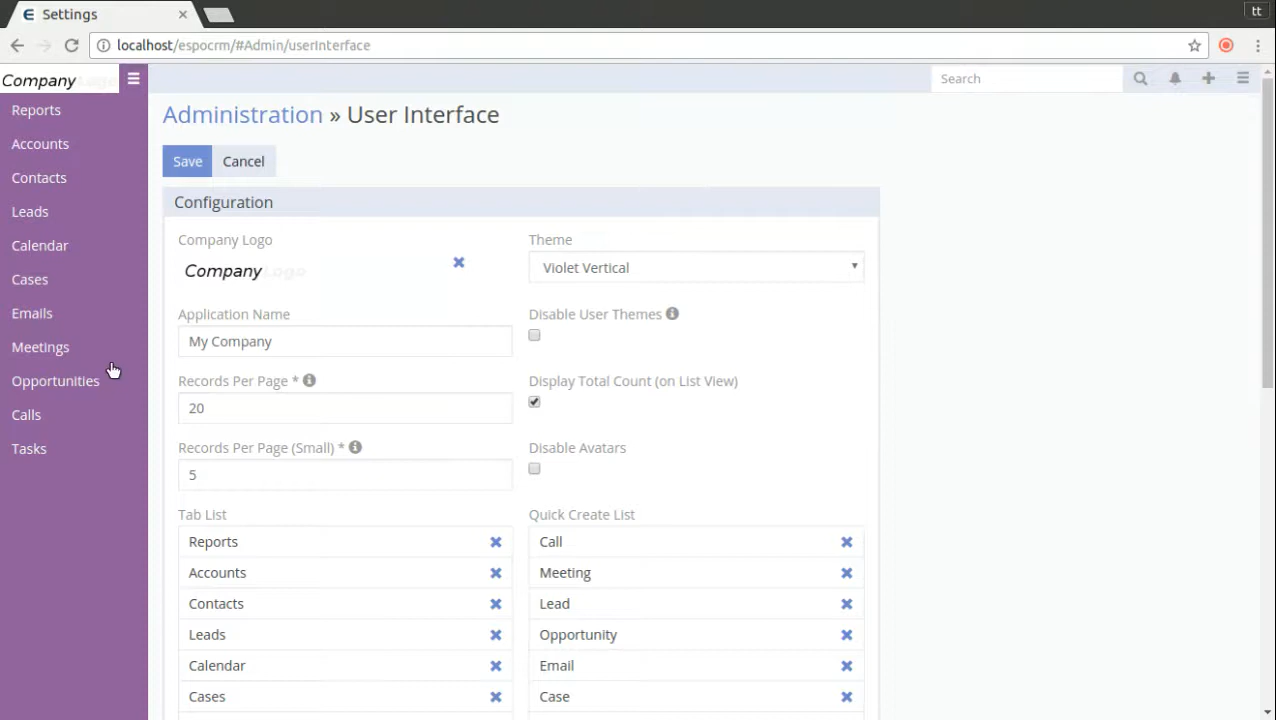 Settings
tt
localhost/espocrm/#Admin/userInterface
Company Logo
Search
Reports
Accounts
Contacts
Leads
Calendar
Cases
Emails
Meetings
Opportunities
Calls
Tasks
Administration » User Interface
Save Cancel
Configuration
Company Logo
Company Logo
Theme
Violet Vertical
Application Name
My Company
Disable User Themes
Records Per Page *
20
Display Total Count (on List View)
Records Per Page (Small) *
5
Disable Avatars
Tab List
Reports
Accounts
Contacts
Leads
Calendar
Cases
Quick Create List
Call
Meeting
Lead
Opportunity
Email
Case